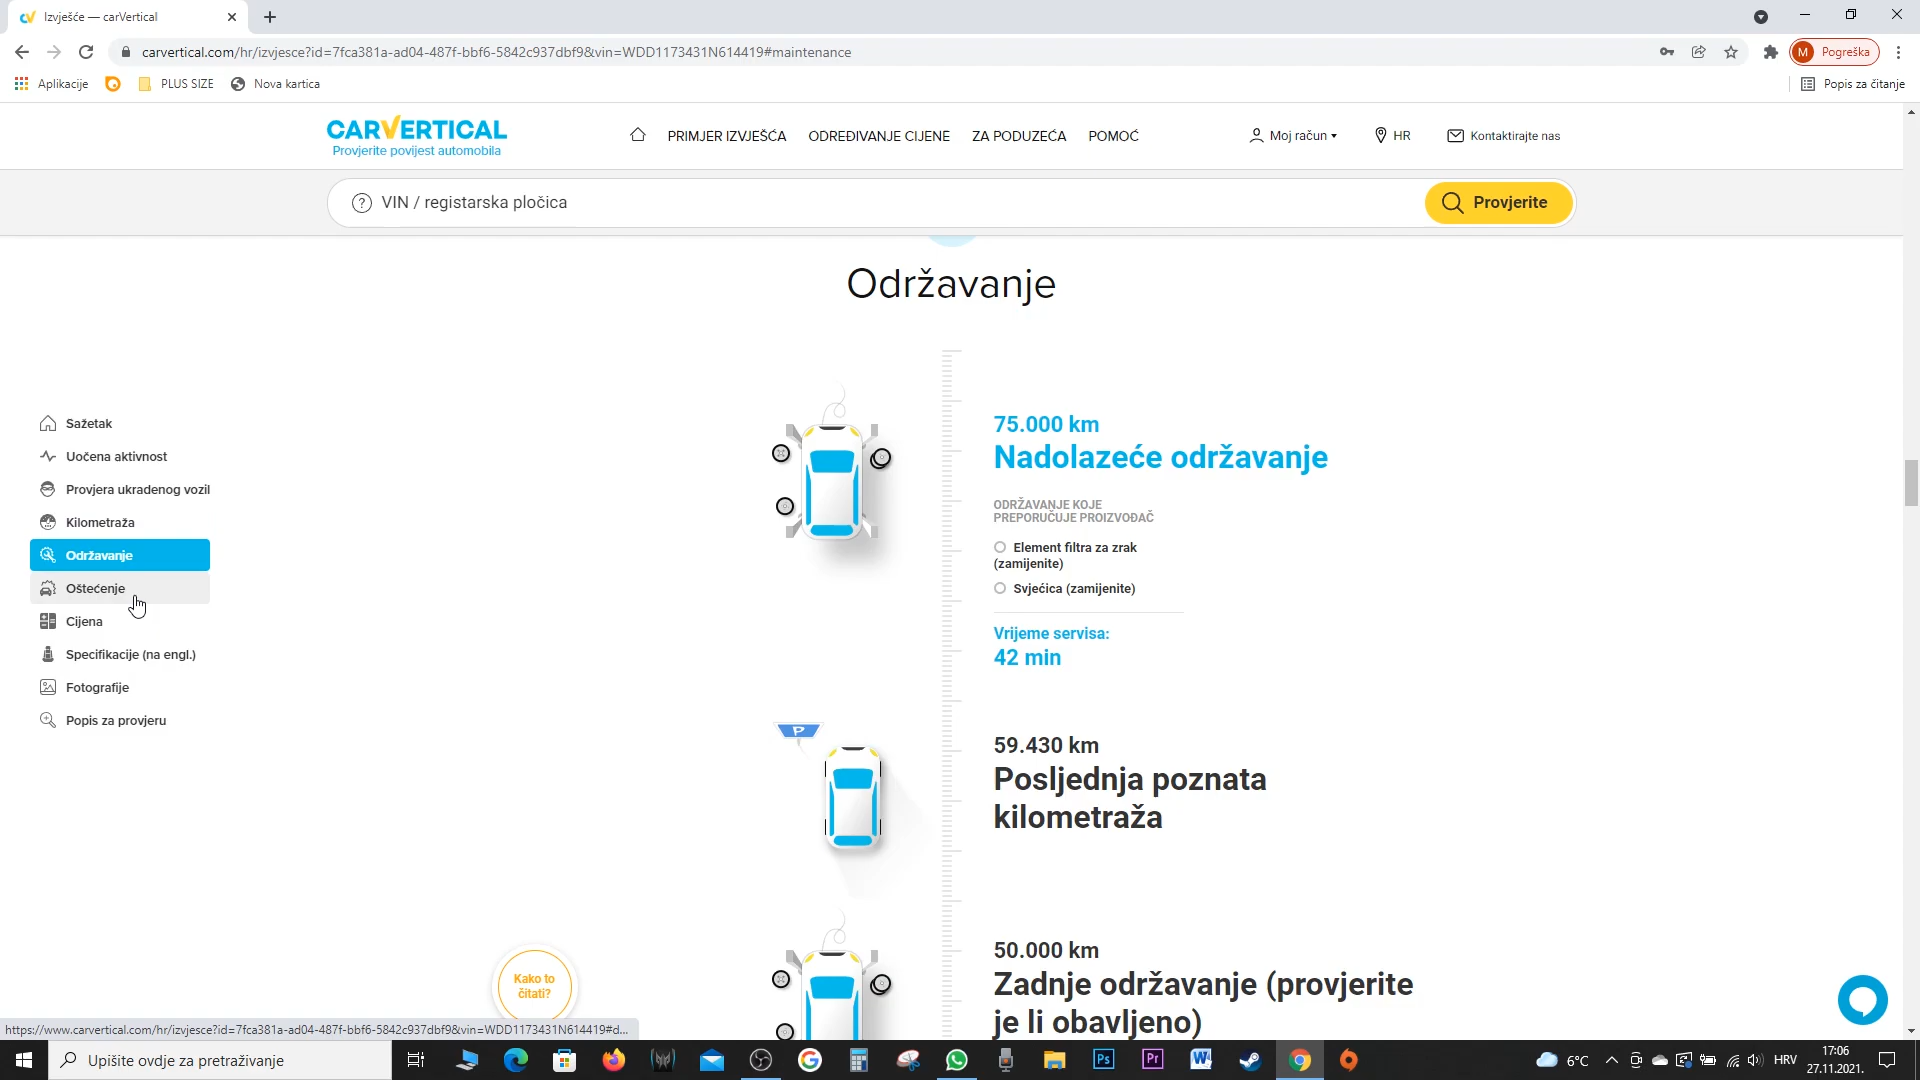 Izvješće — carVertical
carvertical.com/hr/izvjesce?id=7fca381a-ad04-487f-bbf6-5842c937dbf9&vin=WDD1173431N614419#maintenance
M Pogreška
Aplikacije
PLUS SIZE
Nova kartica
Popis za čitanje
CARVERTICAL
Provjerite povijest automobila
PRIMJER IZVJEŠĆA
ODREĐIVANJE CIJENE
ZA PODUZEĆA
POMOĆ
Moj račun
HR
Kontaktirajte nas
? VIN / registarska pločica
Provjerite
Održavanje
Sažetak
Uočena aktivnost
Provjera ukradenog vozil
Kilometraža
Održavanje
Oštećenje
Cijena
Specifikacije (na engl.)
Fotografije
Popis za provjeru
75.000 km
Nadolazeće održavanje
ODRŽAVANJE KOJE
PREPORUČUJE PROIZVOĐAČ
Element filtra za zrak
(zamijenite)
Svjećica (zamijenite)
Vrijeme servisa:
42 min
P
59.430 km
Posljednja poznata
kilometraža
50.000 km
Zadnje održavanje (provjerite
je li obavljeno)
Kako to
čitati?
https://www.carvertical.com/hr/izvjesce?id=7fca381a-ad04-487f-bbf6-5842c937dbf9&vin=WDD1173431N614419#d...
Upišite ovdje za pretraživanje
Ps
Pr
W
6°C
HRV
17:06
27.11.2021.